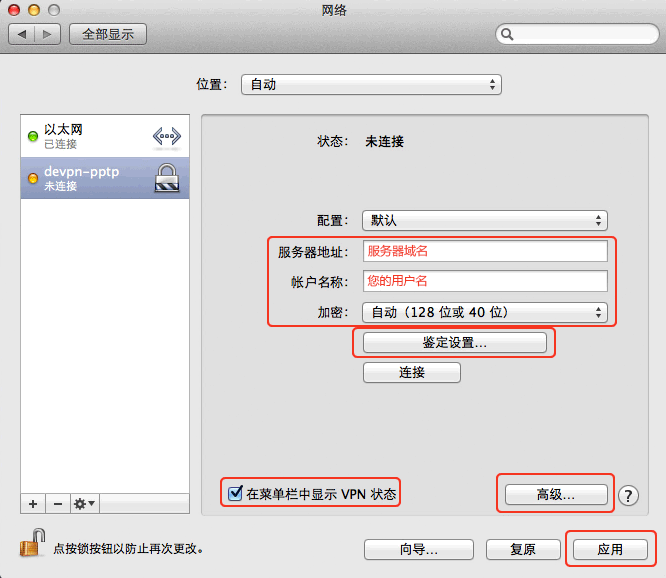 网络
全部显示
位置： 自动
以太网
已连接
devpn-pptp
未连接
状态： 未连接
配置： 默认
服务器地址： 服务器域名
帐户名称： 您的用户名
加密： 自动（128 位或 40 位）
鉴定设置...
连接
在菜单栏中显示 VPN 状态
高级... ?
点按锁按钮以防止再次更改。
向导... 复原 应用